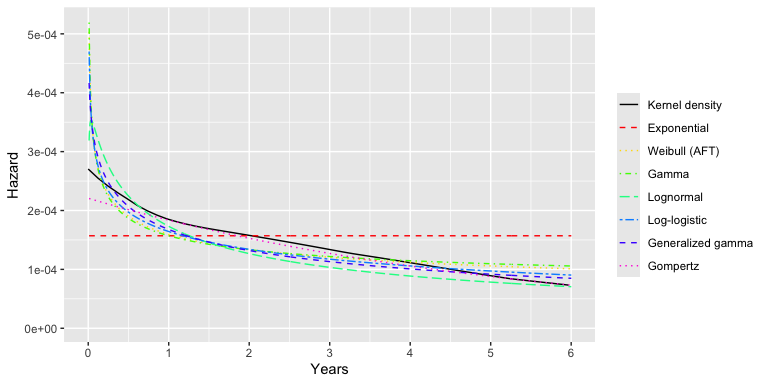 Hazard
5e-04
4e-04
3e-04
2e-04
1e-04
0e+00
0 1 2 3 4 5 6
Years
Kernel density
Exponential
Weibull (AFT)
Gamma
Lognormal
Log-logistic
Generalized gamma
Gompertz